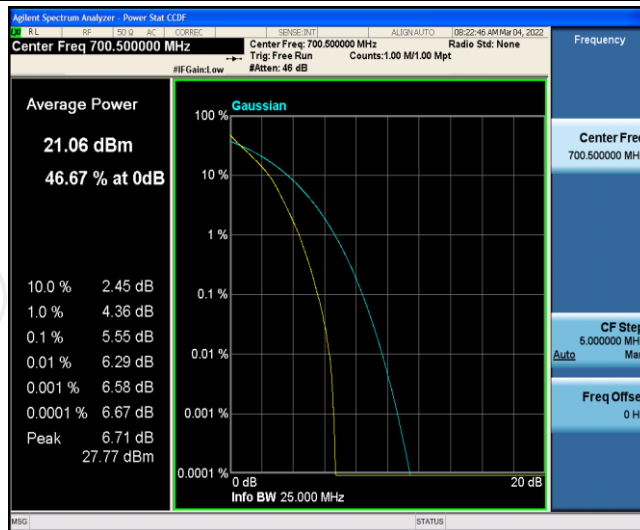 Agilent Spectrum Analyzer - Power Stat CCDF
RL RF 50 Ω AC CORREC SENSE:INT ALIGN AUTO 08:22:46 AM Mar 04, 2022
Center Freq 700.500000 MHz
Center Freq: 700.500000 MHz Radio Std: None
Trig: Free Run Counts:1.00 M/1.00 Mpt
#IFGain:Low #Atten: 46 dB
Frequency
Average Power
21.06 dBm
46.67 % at 0dB
10.0 % 2.45 dB
1.0 % 4.36 dB
0.1 % 5.55 dB
0.01 % 6.29 dB
0.001 % 6.58 dB
0.0001 % 6.67 dB
Peak 6.71 dB
27.77 dBm
Gaussian
100 %
10 %
1 %
0.1 %
0.01 %
0.001 %
0.0001 %
0 dB 20 dB
Info BW 25.000 MHz
Center Fre
700.500000 MH
CF Step
5.000000 MH
Auto Ma
Freq Offse
0 H
MSG STATUS